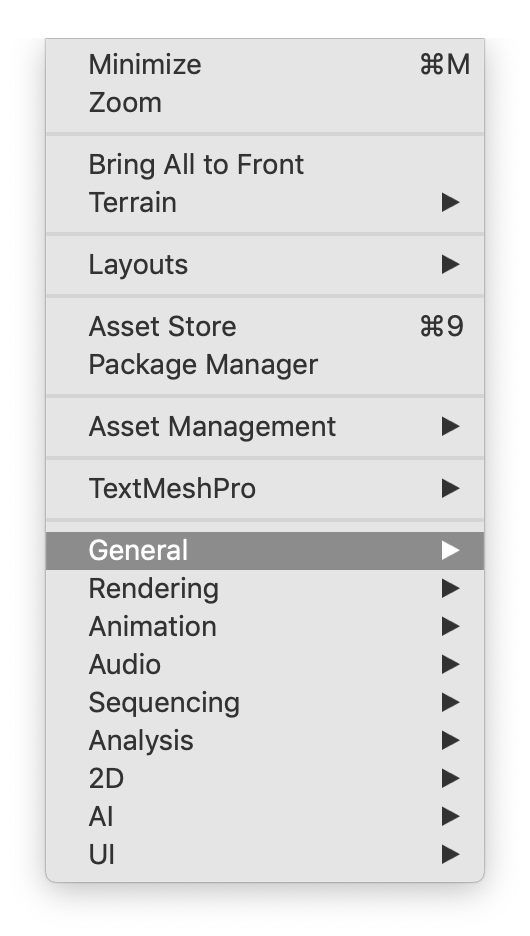 Minimize ⌘M
Zoom
Bring All to Front
Terrain ▶
Layouts ▶
Asset Store ⌘9
Package Manager
Asset Management ▶
TextMeshPro ▶
General ▶
Rendering ▶
Animation ▶
Audio ▶
Sequencing ▶
Analysis ▶
2D ▶
AI ▶
UI ▶